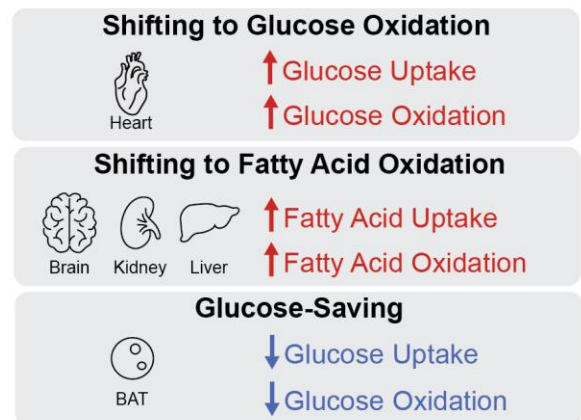 Shifting to Glucose Oxidation
↑ Glucose Uptake
↑ Glucose Oxidation
Heart
Shifting to Fatty Acid Oxidation
↑ Fatty Acid Uptake
↑ Fatty Acid Oxidation
Brain Kidney Liver
Glucose-Saving
↓ Glucose Uptake
↓ Glucose Oxidation
BAT